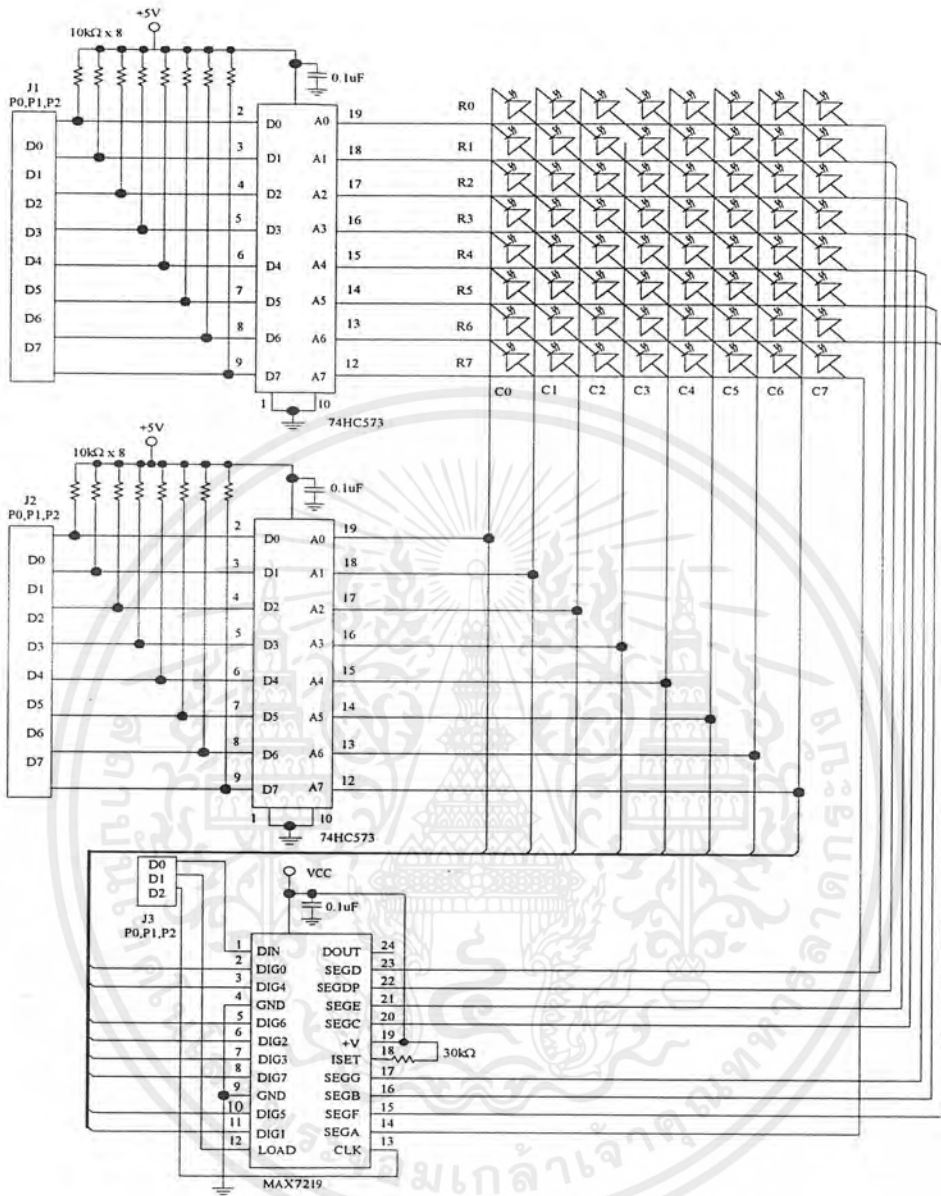 +5V
10kΩ x 8
0.1uF
J1
P0,P1,P2
D0
D1
D2
D3
D4
D5
D6
D7
2
3
4
5
6
7
8
9
D0
D1
D2
D3
D4
D5
D6
D7
A0
A1
A2
A3
A4
A5
A6
A7
19
18
17
16
15
14
13
12
1
10
74HC573
R0
R1
R2
R3
R4
R5
R6
R7
C0
C1
C2
C3
C4
C5
C6
C7
+5V
10kΩ x 8
0.1uF
J2
P0,P1,P2
D0
D1
D2
D3
D4
D5
D6
D7
2
3
4
5
6
7
8
9
D0
D1
D2
D3
D4
D5
D6
D7
A0
A1
A2
A3
A4
A5
A6
A7
19
18
17
16
15
14
13
12
1
10
74HC573
D0
D1
D2
J3
P0,P1,P2
VCC
0.1uF
1
2
3
4
5
6
7
8
9
10
11
12
DIN
DIG0
DIG4
GND
DIG6
DIG2
DIG3
DIG7
GND
DIG5
DIG1
LOAD
DOUT
SEGD
SEGDP
SEGE
SEGC
+V
ISET
SEGG
SEGB
SEGF
SEGA
CLK
24
23
22
21
20
19
18
17
16
15
14
13
30kΩ
MAX7219